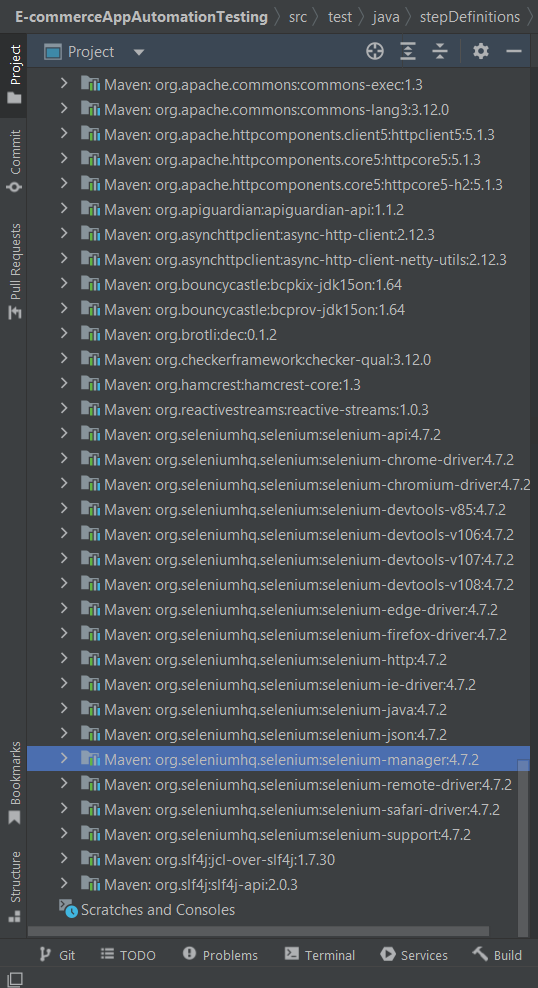 E-commerceAppAutomationTesting > src > test > java > stepDefinitions
Project
Project
Commit
Pull Requests
Bookmarks
Structure
Maven: org.apache.commons:commons-exec:1.3
Maven: org.apache.commons:commons-lang3:3.12.0
Maven: org.apache.httpcomponents.client5:httpclient5:5.1.3
Maven: org.apache.httpcomponents.core5:httpcore5:5.1.3
Maven: org.apache.httpcomponents.core5:httpcore5-h2:5.1.3
Maven: org.apiguardian:apiguardian-api:1.1.2
Maven: org.asynchttpclient:async-http-client:2.12.3
Maven: org.asynchttpclient:async-http-client-netty-utils:2.12.3
Maven: org.bouncycastle:bcpkix-jdk15on:1.64
Maven: org.bouncycastle:bcprov-jdk15on:1.64
Maven: org.brotli:dec:0.1.2
Maven: org.checkerframework:checker-qual:3.12.0
Maven: org.hamcrest:hamcrest-core:1.3
Maven: org.reactivestreams:reactive-streams:1.0.3
Maven: org.seleniumhq.selenium:selenium-api:4.7.2
Maven: org.seleniumhq.selenium:selenium-chrome-driver:4.7.2
Maven: org.seleniumhq.selenium:selenium-chromium-driver:4.7.2
Maven: org.seleniumhq.selenium:selenium-devtools-v85:4.7.2
Maven: org.seleniumhq.selenium:selenium-devtools-v106:4.7.2
Maven: org.seleniumhq.selenium:selenium-devtools-v107:4.7.2
Maven: org.seleniumhq.selenium:selenium-devtools-v108:4.7.2
Maven: org.seleniumhq.selenium:selenium-edge-driver:4.7.2
Maven: org.seleniumhq.selenium:selenium-firefox-driver:4.7.2
Maven: org.seleniumhq.selenium:selenium-http:4.7.2
Maven: org.seleniumhq.selenium:selenium-ie-driver:4.7.2
Maven: org.seleniumhq.selenium:selenium-java:4.7.2
Maven: org.seleniumhq.selenium:selenium-json:4.7.2
Maven: org.seleniumhq.selenium:selenium-manager:4.7.2
Maven: org.seleniumhq.selenium:selenium-remote-driver:4.7.2
Maven: org.seleniumhq.selenium:selenium-safari-driver:4.7.2
Maven: org.seleniumhq.selenium:selenium-support:4.7.2
Maven: org.slf4j:jcl-over-slf4j:1.7.30
Maven: org.slf4j:slf4j-api:2.0.3
Scratches and Consoles
Git TODO Problems Terminal Services Build